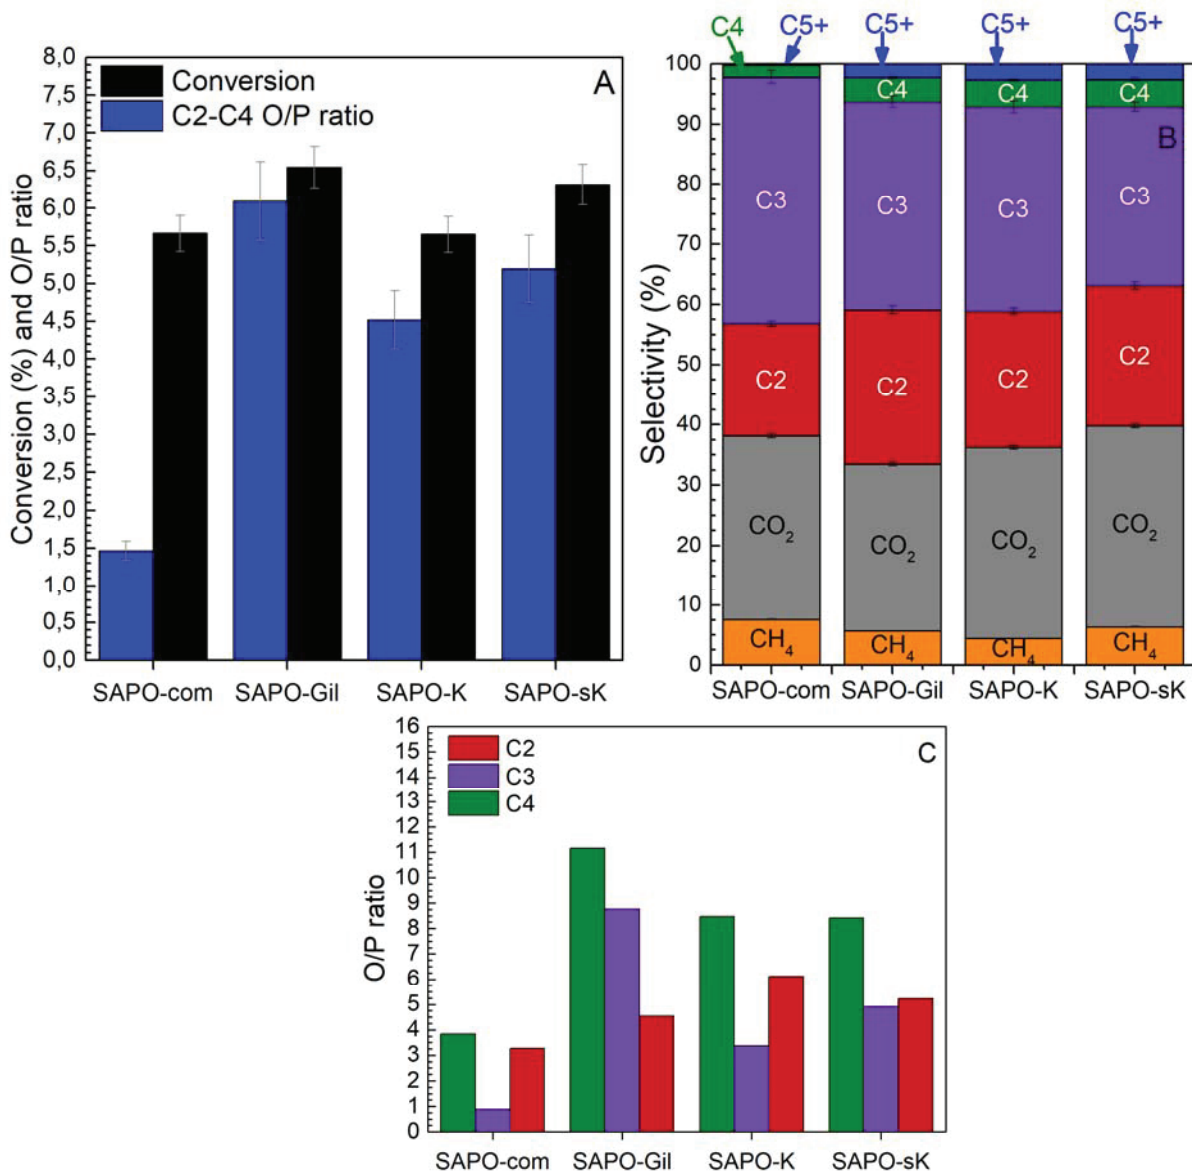 8,0
7,5
7,0
6,5
6,0
5,5
5,0
4,5
4,0
3,5
3,0
2,5
2,0
1,5
1,0
0,5
0,0
Conversion (%) and O/P ratio
Conversion
C2-C4 O/P ratio
A
SAPO-com SAPO-Gil SAPO-K SAPO-sK
C4 C5+ C5+ C5+ C5+
100
90
80
70
60
50
40
30
20
10
0
Selectivity (%)
B
C4 C4 C4
C3 C3 C3 C3
C2 C2 C2 C2
CO₂ CO₂ CO₂ CO₂
CH₄ CH₄ CH₄ CH₄
SAPO-com SAPO-Gil SAPO-K SAPO-sK
16
15
14
13
12
11
10
9
8
7
6
5
4
3
2
1
0
O/P ratio
C2
C3
C4
C
SAPO-com SAPO-Gil SAPO-K SAPO-sK